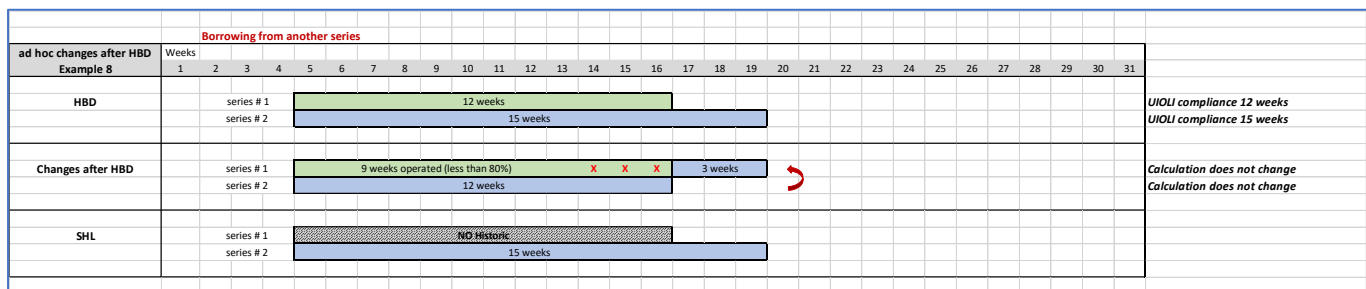 Borrowing from another series
ad hoc changes after HBD Weeks
Example 8 1 2 3 4 5 6 7 8 9 10 11 12 13 14 15 16 17 18 19 20 21 22 23 24 25 26 27 28 29 30 31
HBD series # 1 12 weeks UIOLI compliance 12 weeks
series # 2 15 weeks UIOLI compliance 15 weeks
Changes after HBD series # 1 9 weeks operated (less than 80%) X X X 3 weeks Calculation does not change
series # 2 12 weeks Calculation does not change
SHL series # 1 NO Historic
series # 2 15 weeks